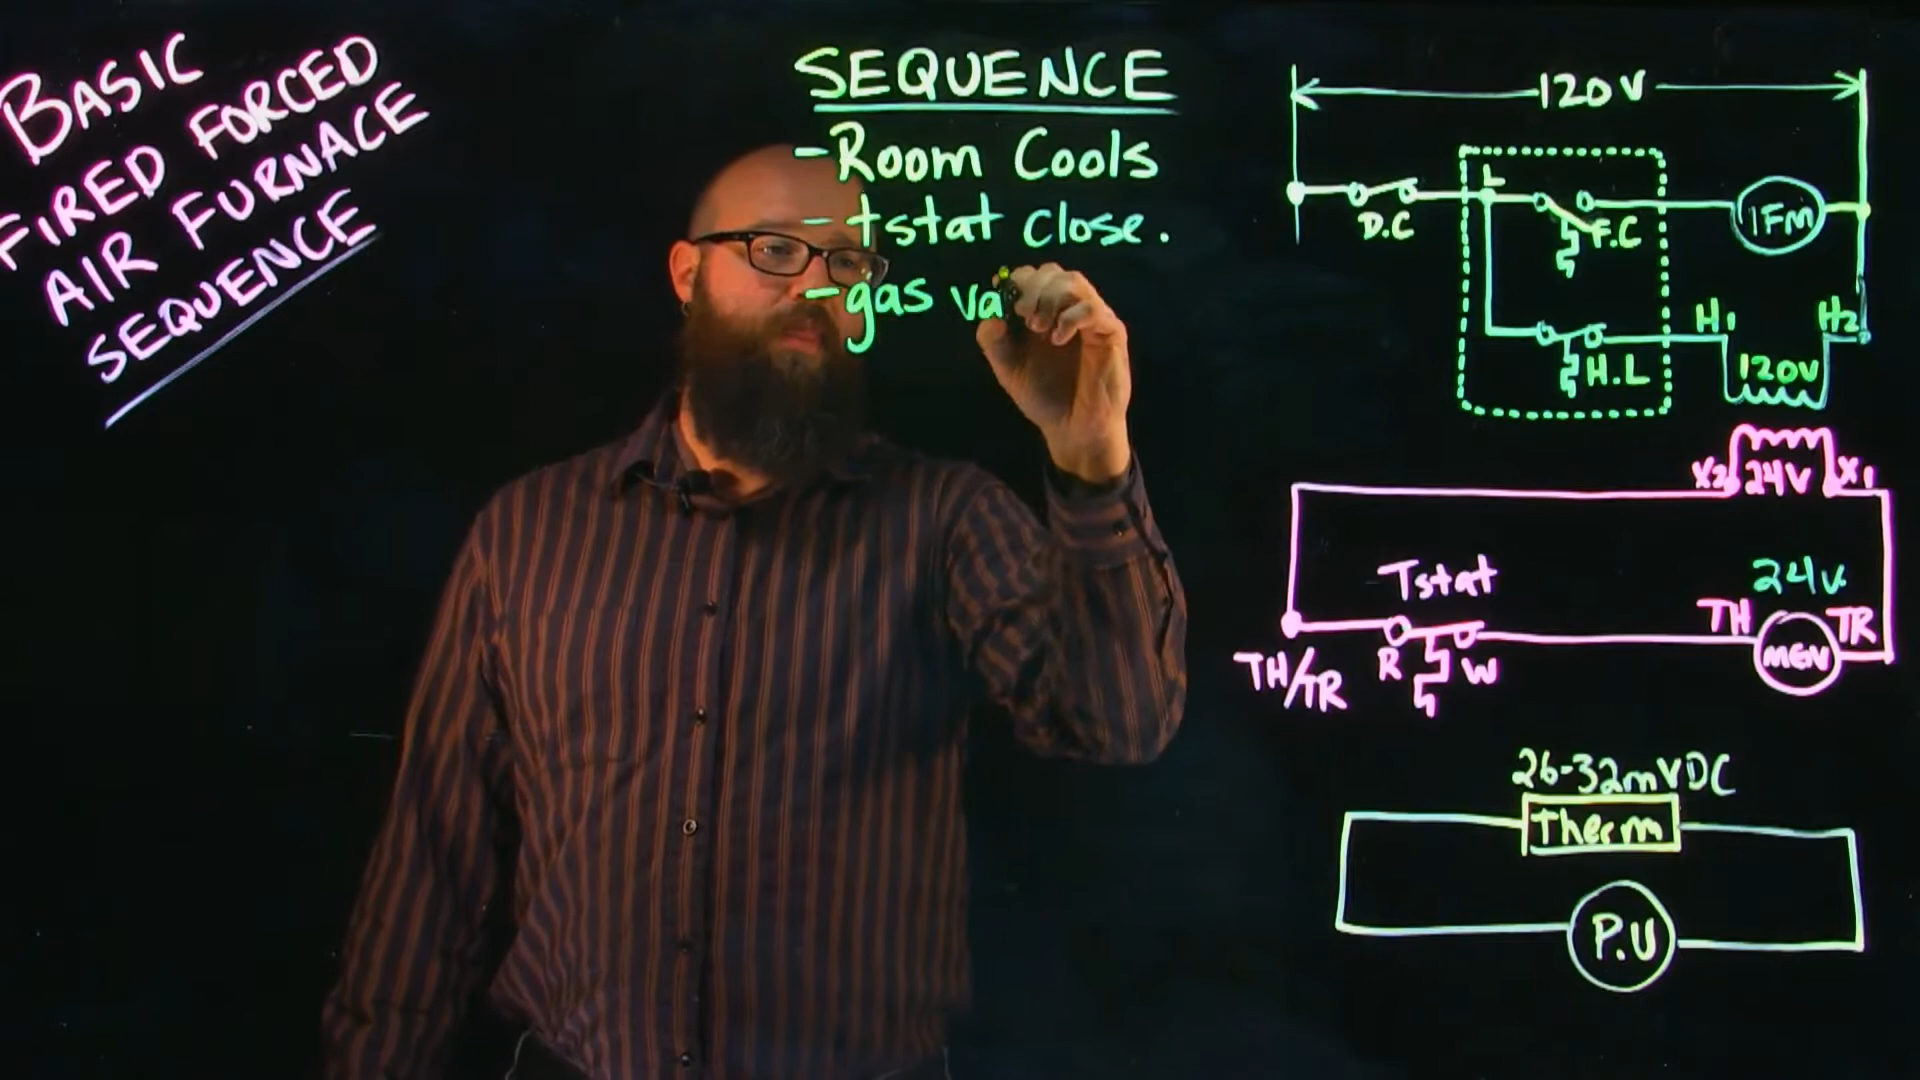 BASIC
FIRED FORCED
AIR FURNACE
SEQUENCE
SEQUENCE
-Room Cools
-tstat close.
-gas va
120V
D.C
L
F.C
IFM
H1
H2
H.L
120V
X2
24V
X1
Tstat
24v
TH
TR
MGV
R
W
TH/TR
26-32mVDC
Therm
P.U